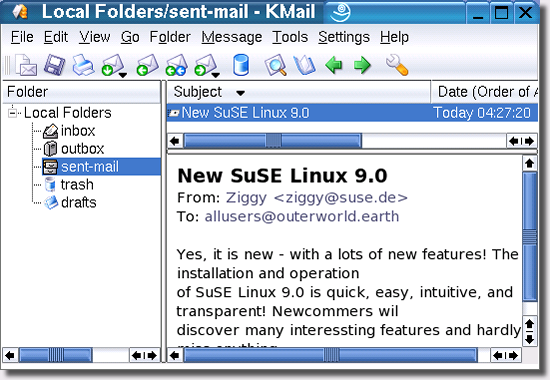 Local Folders/sent-mail - KMail
File Edit View Go Folder Message Tools Settings Help
Folder
Subject Date (Order of A
Local Folders
inbox
outbox
sent-mail
trash
drafts
New SuSE Linux 9.0 Today 04:27:20
New SuSE Linux 9.0
From: Ziggy <ziggy@suse.de>
To: allusers@outerworld.earth
Yes, it is new - with a lots of new features! The
installation and operation
of SuSE Linux 9.0 is quick, easy, intuitive, and
transparent! Newcommers wil
discover many interessting features and hardly
miss anything